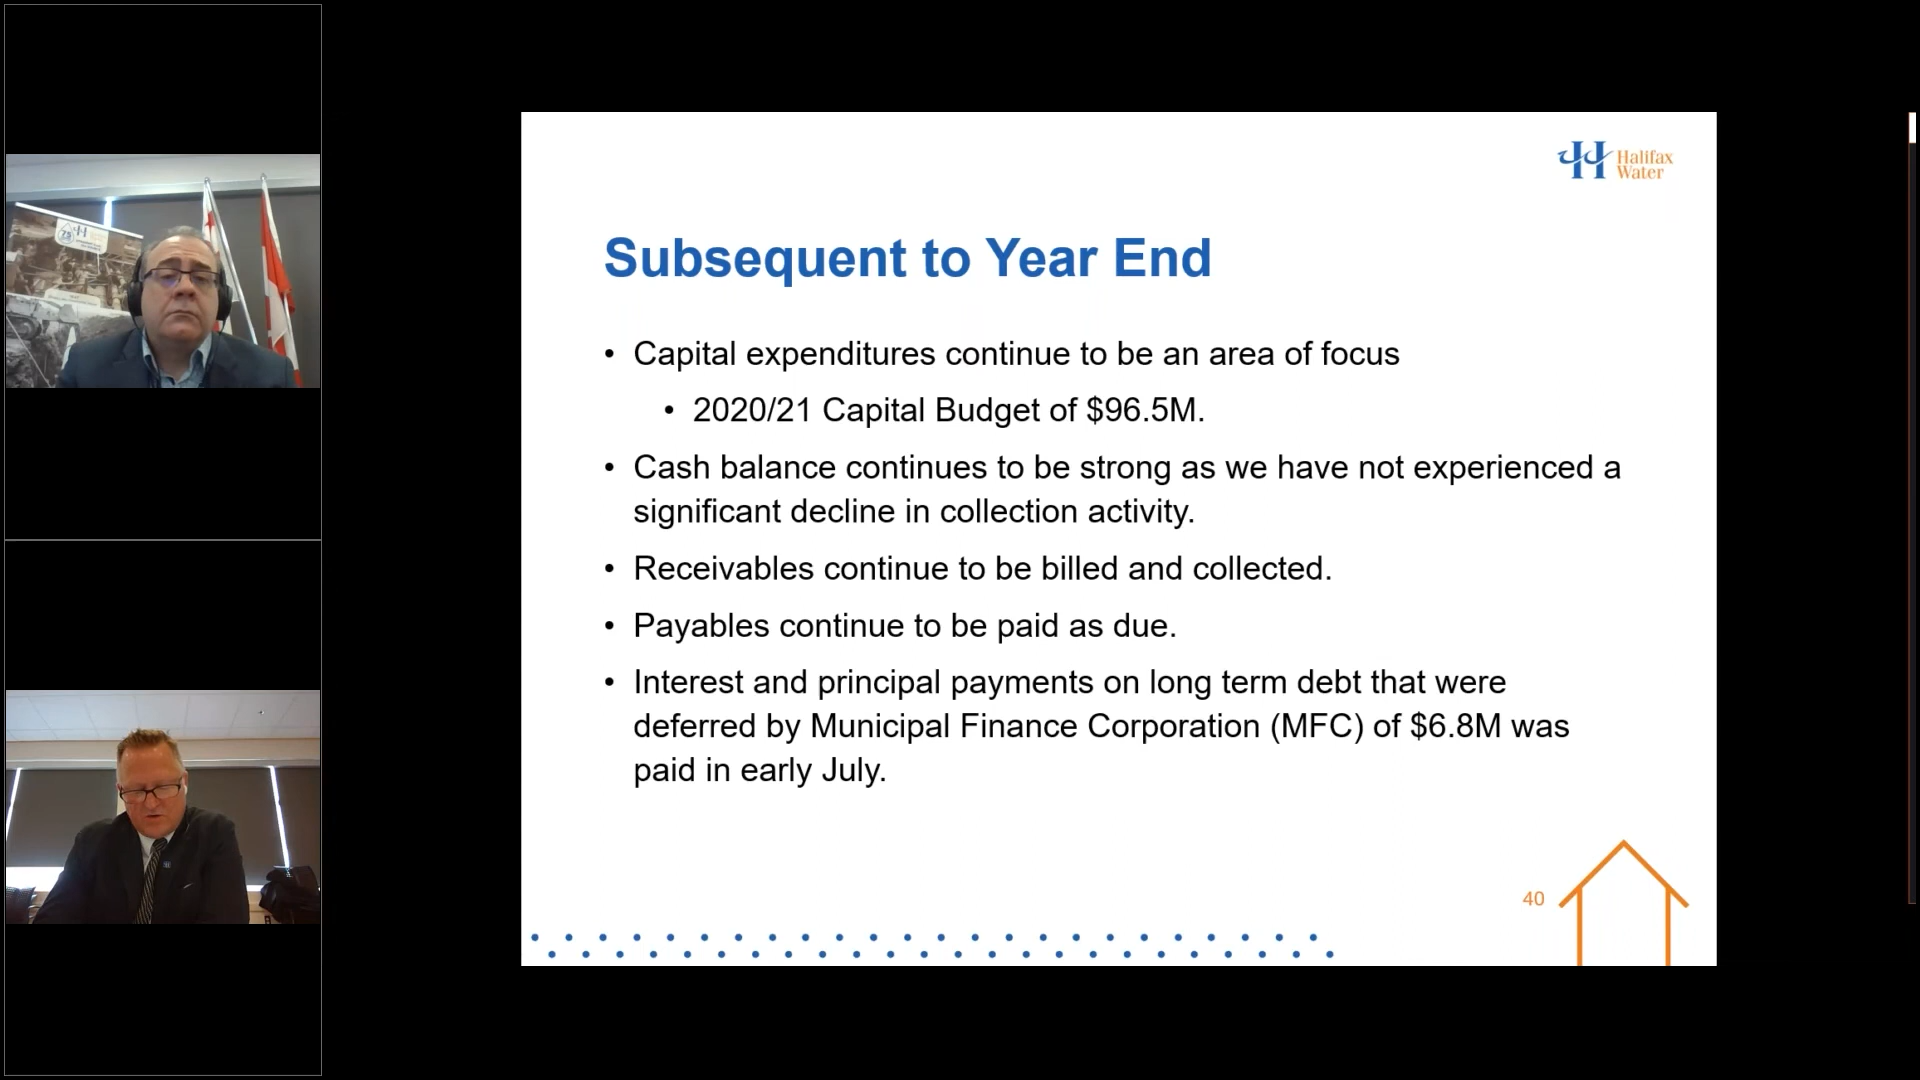 Halifax
Water
Subsequent to Year End
• Capital expenditures continue to be an area of focus
• 2020/21 Capital Budget of $96.5M.
• Cash balance continues to be strong as we have not experienced a
significant decline in collection activity.
• Receivables continue to be billed and collected.
• Payables continue to be paid as due.
• Interest and principal payments on long term debt that were
deferred by Municipal Finance Corporation (MFC) of $6.8M was
paid in early July.
40